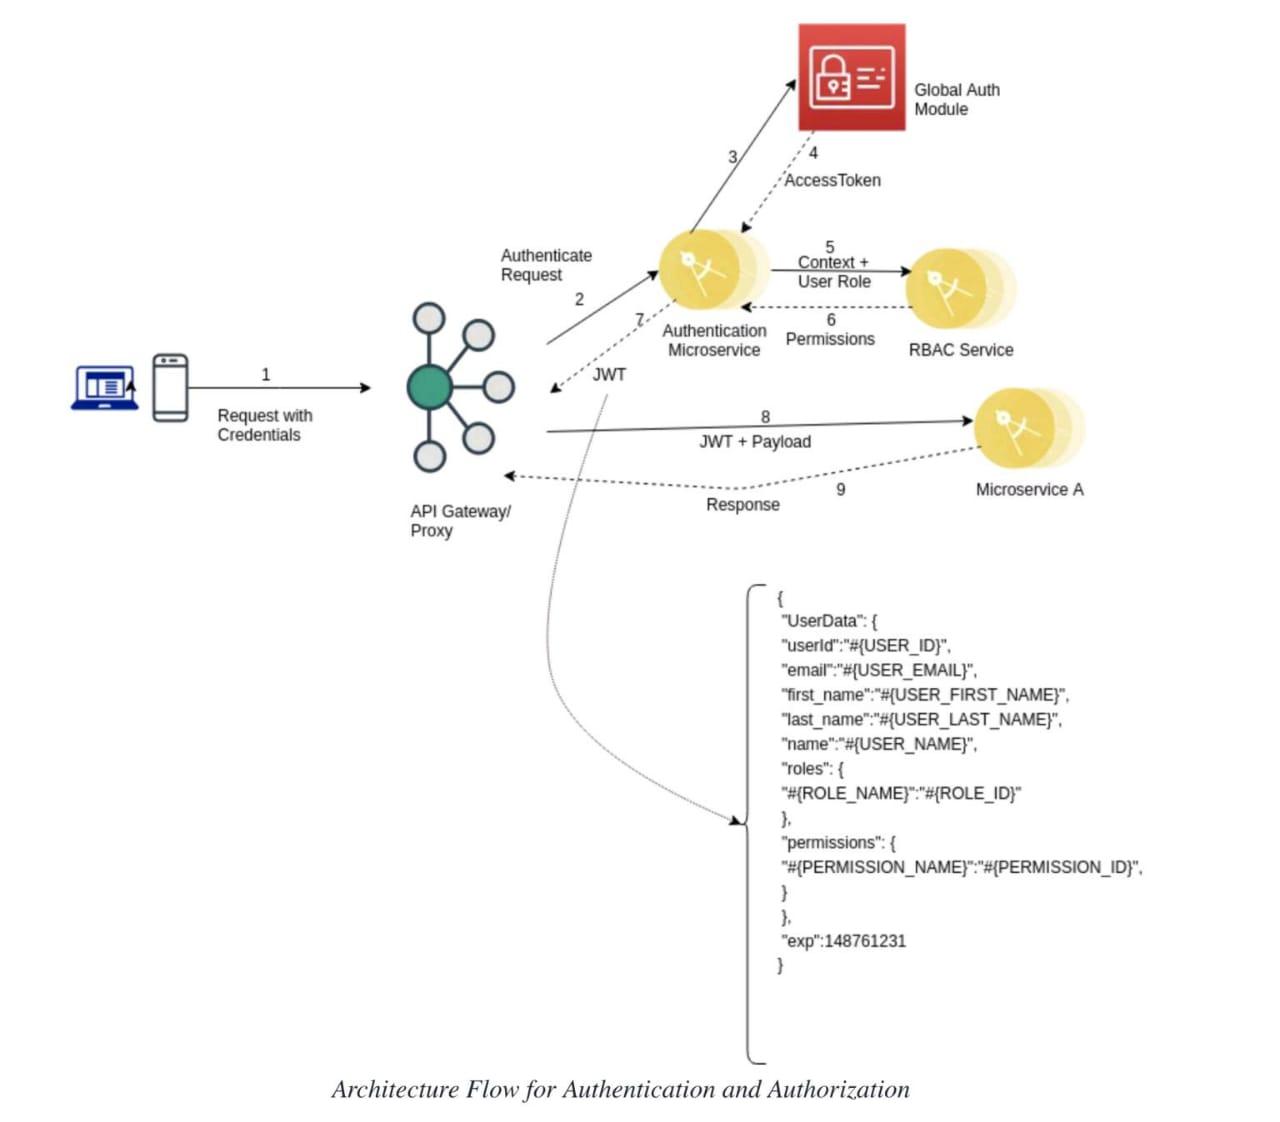 Global Auth
Module
3
4
AccessToken
Authenticate
Request
2
5
Context +
User Role
7
6
Permissions
Authentication
Microservice
RBAC Service
1
JWT
Request with
Credentials
8
JWT + Payload
9
Response
Microservice A
API Gateway/
Proxy
{
"UserData": {
"userId":"#{USER_ID}",
"email":"#{USER_EMAIL}",
"first_name":"#{USER_FIRST_NAME}",
"last_name":"#{USER_LAST_NAME}",
"name":"#{USER_NAME}",
"roles": {
"#{ROLE_NAME}":"#{ROLE_ID}"
},
"permissions": {
"#{PERMISSION_NAME}":"#{PERMISSION_ID}",
}
},
"exp":148761231
}
Architecture Flow for Authentication and Authorization